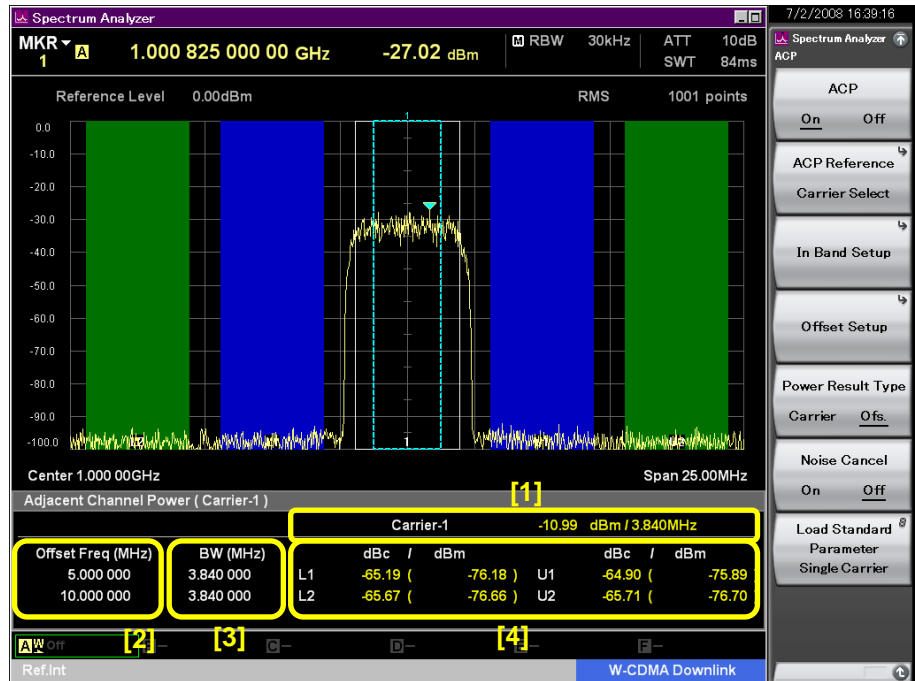 Spectrum Analyzer
7/2/2008 16:39:16
MKR 1 A 1.000 825 000 00 GHz -27.02 dBm
M RBW 30kHz ATT 10dB
SWT 84ms
Reference Level 0.00dBm RMS 1001 points
1
0.0
-10.0
-20.0
-30.0
-40.0
-50.0
-60.0
-70.0
-80.0
-90.0
-100.0
1
Center 1.000 00GHz Span 25.00MHz
Adjacent Channel Power ( Carrier-1 )
[1]
Carrier-1 -10.99 dBm / 3.840MHz
Offset Freq (MHz) BW (MHz) dBc / dBm dBc / dBm
5.000 000 3.840 000 L1 -65.19 ( -76.18 ) U1 -64.90 ( -75.89 )
10.000 000 3.840 000 L2 -65.67 ( -76.66 ) U2 -65.71 ( -76.70 )
[2] [3] [4]
A W Off C – D – F –
Ref.Int W-CDMA Downlink
Spectrum Analyzer
ACP
ACP
On Off
ACP Reference
Carrier Select
In Band Setup
Offset Setup
Power Result Type
Carrier Ofs.
Noise Cancel
On Off
Load Standard
Parameter
Single Carrier